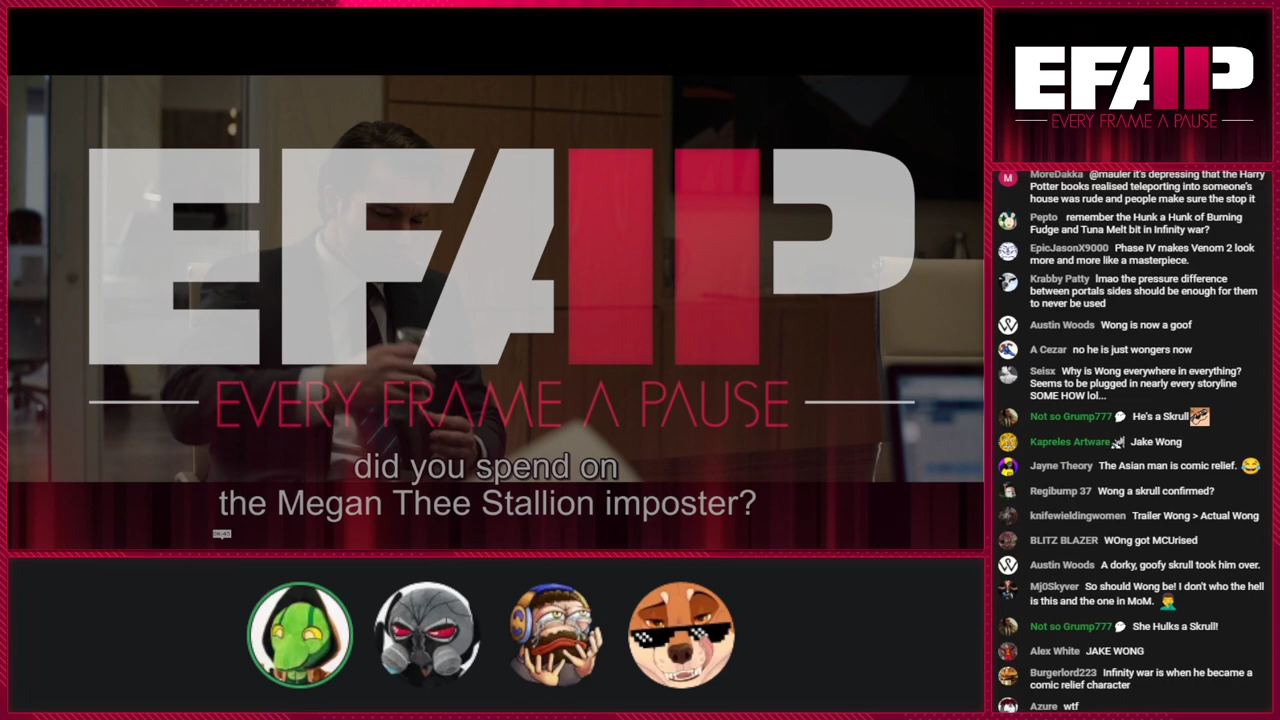 EFAP
EVERY FRAME A PAUSE
did you spend on
the Megan Thee Stallion imposter?
06:45
EFAP
EVERY FRAME A PAUSE
M
MoreDakka @mauler it's depressing that the Harry
Potter books realised teleporting into someone's
house was rude and people make sure the stop it
Pepto remember the Hunk a Hunk of Burning
Fudge and Tuna Melt bit in Infinity war?
EpicJasonX9000 Phase IV makes Venom 2 look
more and more like a masterpiece.
Krabby Patty lmao the pressure difference
between portals sides should be enough for them
to never be used
Austin Woods Wong is now a goof
A Cezar no he is just wongers now
Seisx Why is Wong everywhere in everything?
Seems to be plugged in nearly every storyline
SOME HOW lol...
Not so Grump777 He's a Skrull
Kapreles Artware Jake Wong
Jayne Theory The Asian man is comic relief. 😂
Regibump 37 Wong a skrull confirmed?
knifewieldingwomen Trailer Wong > Actual Wong
BLITZ BLAZER WOng got MCUrised
Austin Woods A dorky, goofy skrull took him over.
Mj0Skyver So should Wong be! I don't who the hell
is this and the one in MoM. 🤦‍♂️
Not so Grump777 She Hulks a Skrull!
Alex White JAKE WONG
Burgerlord223 Infinity war is when he became a
comic relief character
Azure wtf